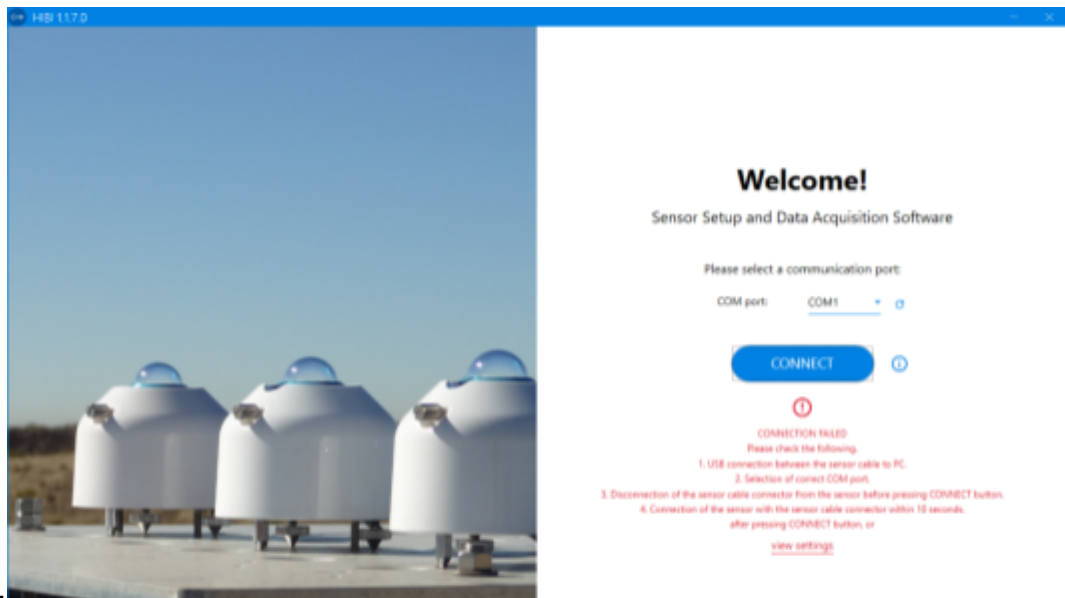 HIBI 1.1.7.0
Welcome!
Sensor Setup and Data Acquisition Software
Please select a communication port:
COM port: COM1
CONNECT
CONNECTION FAILED
Please check the following.
1. USB connection between the sensor cable to PC.
2. Selection of correct COM port.
3. Disconnection of the sensor cable connector from the sensor before pressing CONNECT button.
4. Connection of the sensor with the sensor cable connector within 10 seconds.
after pressing CONNECT button, or
view settings